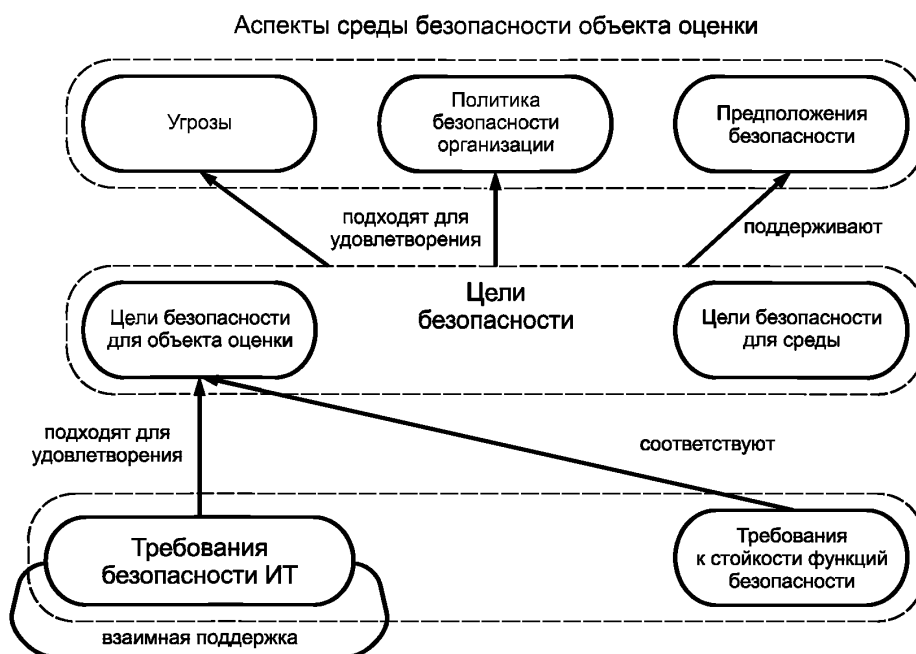 Аспекты среды безопасности объекта оценки
Угрозы
Политика
безопасности
организации
Предположения
безопасности
подходят для
удовлетворения
поддерживают
Цели безопасности
для объекта оценки
Цели
безопасности
Цели безопасности
для среды
подходят для
удовлетворения
соответствуют
Требования
безопасности ИТ
Требования
к стойкости функций
безопасности
взаимная поддержка